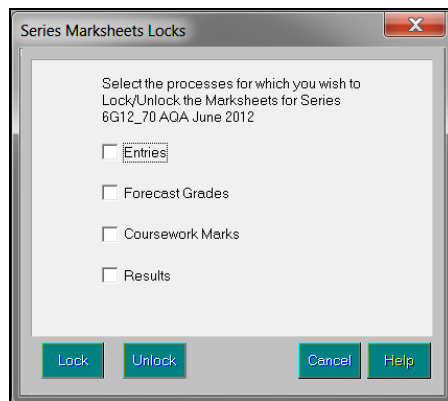 Series Marksheets Locks
Select the processes for which you wish to
Lock/Unlock the Marksheets for Series
6G12_70 AQA June 2012
Entries
Forecast Grades
Coursework Marks
Results
Lock Unlock Cancel Help